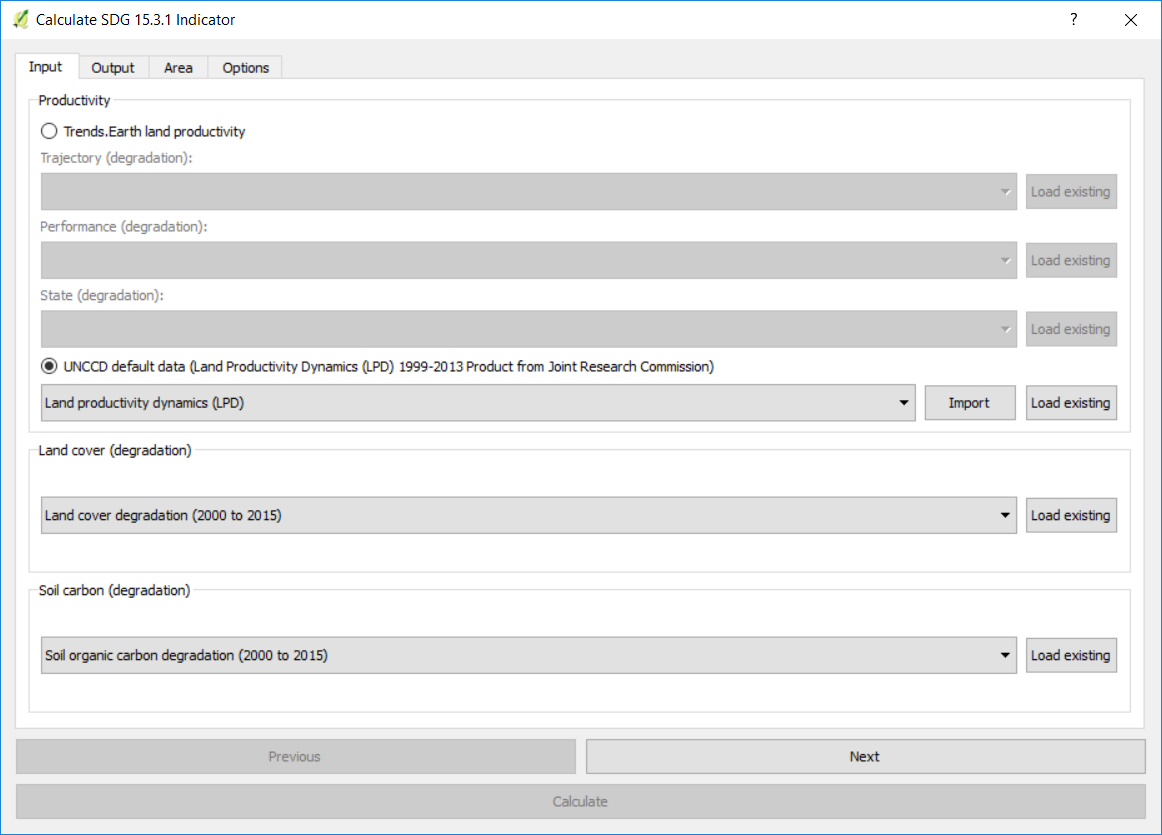 Calculate SDG 15.3.1 Indicator
?
Input Output Area Options
Productivity
Trends.Earth land productivity
Trajectory (degradation):
Load existing
Performance (degradation):
Load existing
State (degradation):
Load existing
UNCCD default data (Land Productivity Dynamics (LPD) 1999-2013 Product from Joint Research Commission)
Land productivity dynamics (LPD) Import Load existing
Land cover (degradation)
Land cover degradation (2000 to 2015) Load existing
Soil carbon (degradation)
Soil organic carbon degradation (2000 to 2015) Load existing
Previous Next
Calculate